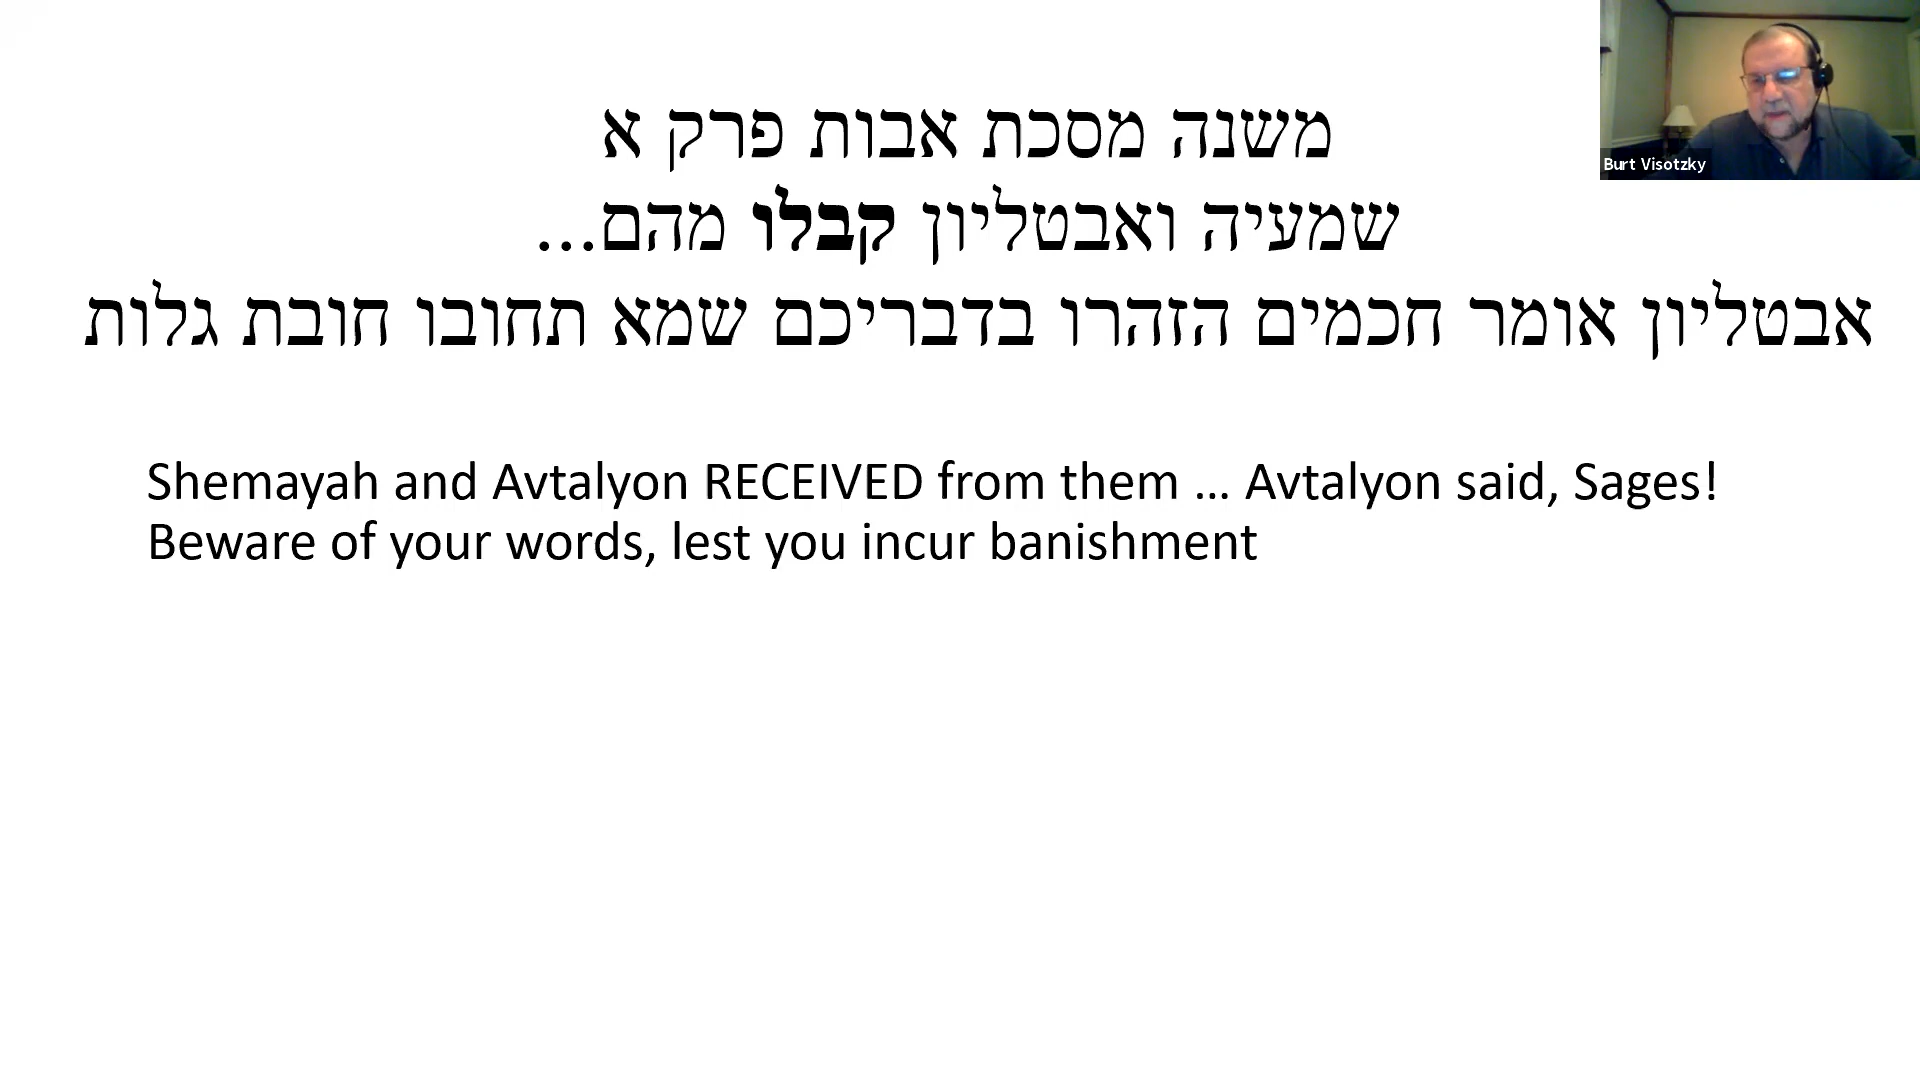 משנה מסכת אבות פרק א
שמעיה ואבטליון קבלו מהם...
אבטליון אומר חכמים הזהרו בדבריכם שמא תחובו חובת גלות
Shemayah and Avtalyon RECEIVED from them … Avtalyon said, Sages!
Beware of your words, lest you incur banishment
Burt Visotzky